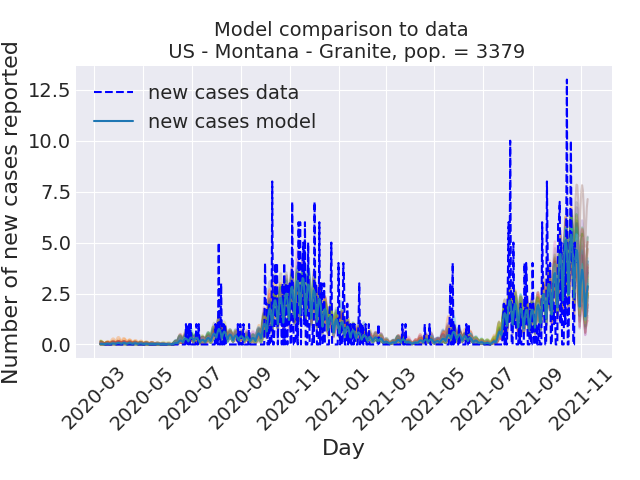 Model comparison to data
US - Montana - Granite, pop. = 3379
Number of new cases reported
12.5
10.0
7.5
5.0
2.5
0.0
new cases data
new cases model
2020-03
2020-05
2020-07
2020-09
2020-11
2021-01
2021-03
2021-05
2021-07
2021-09
2021-11
Day